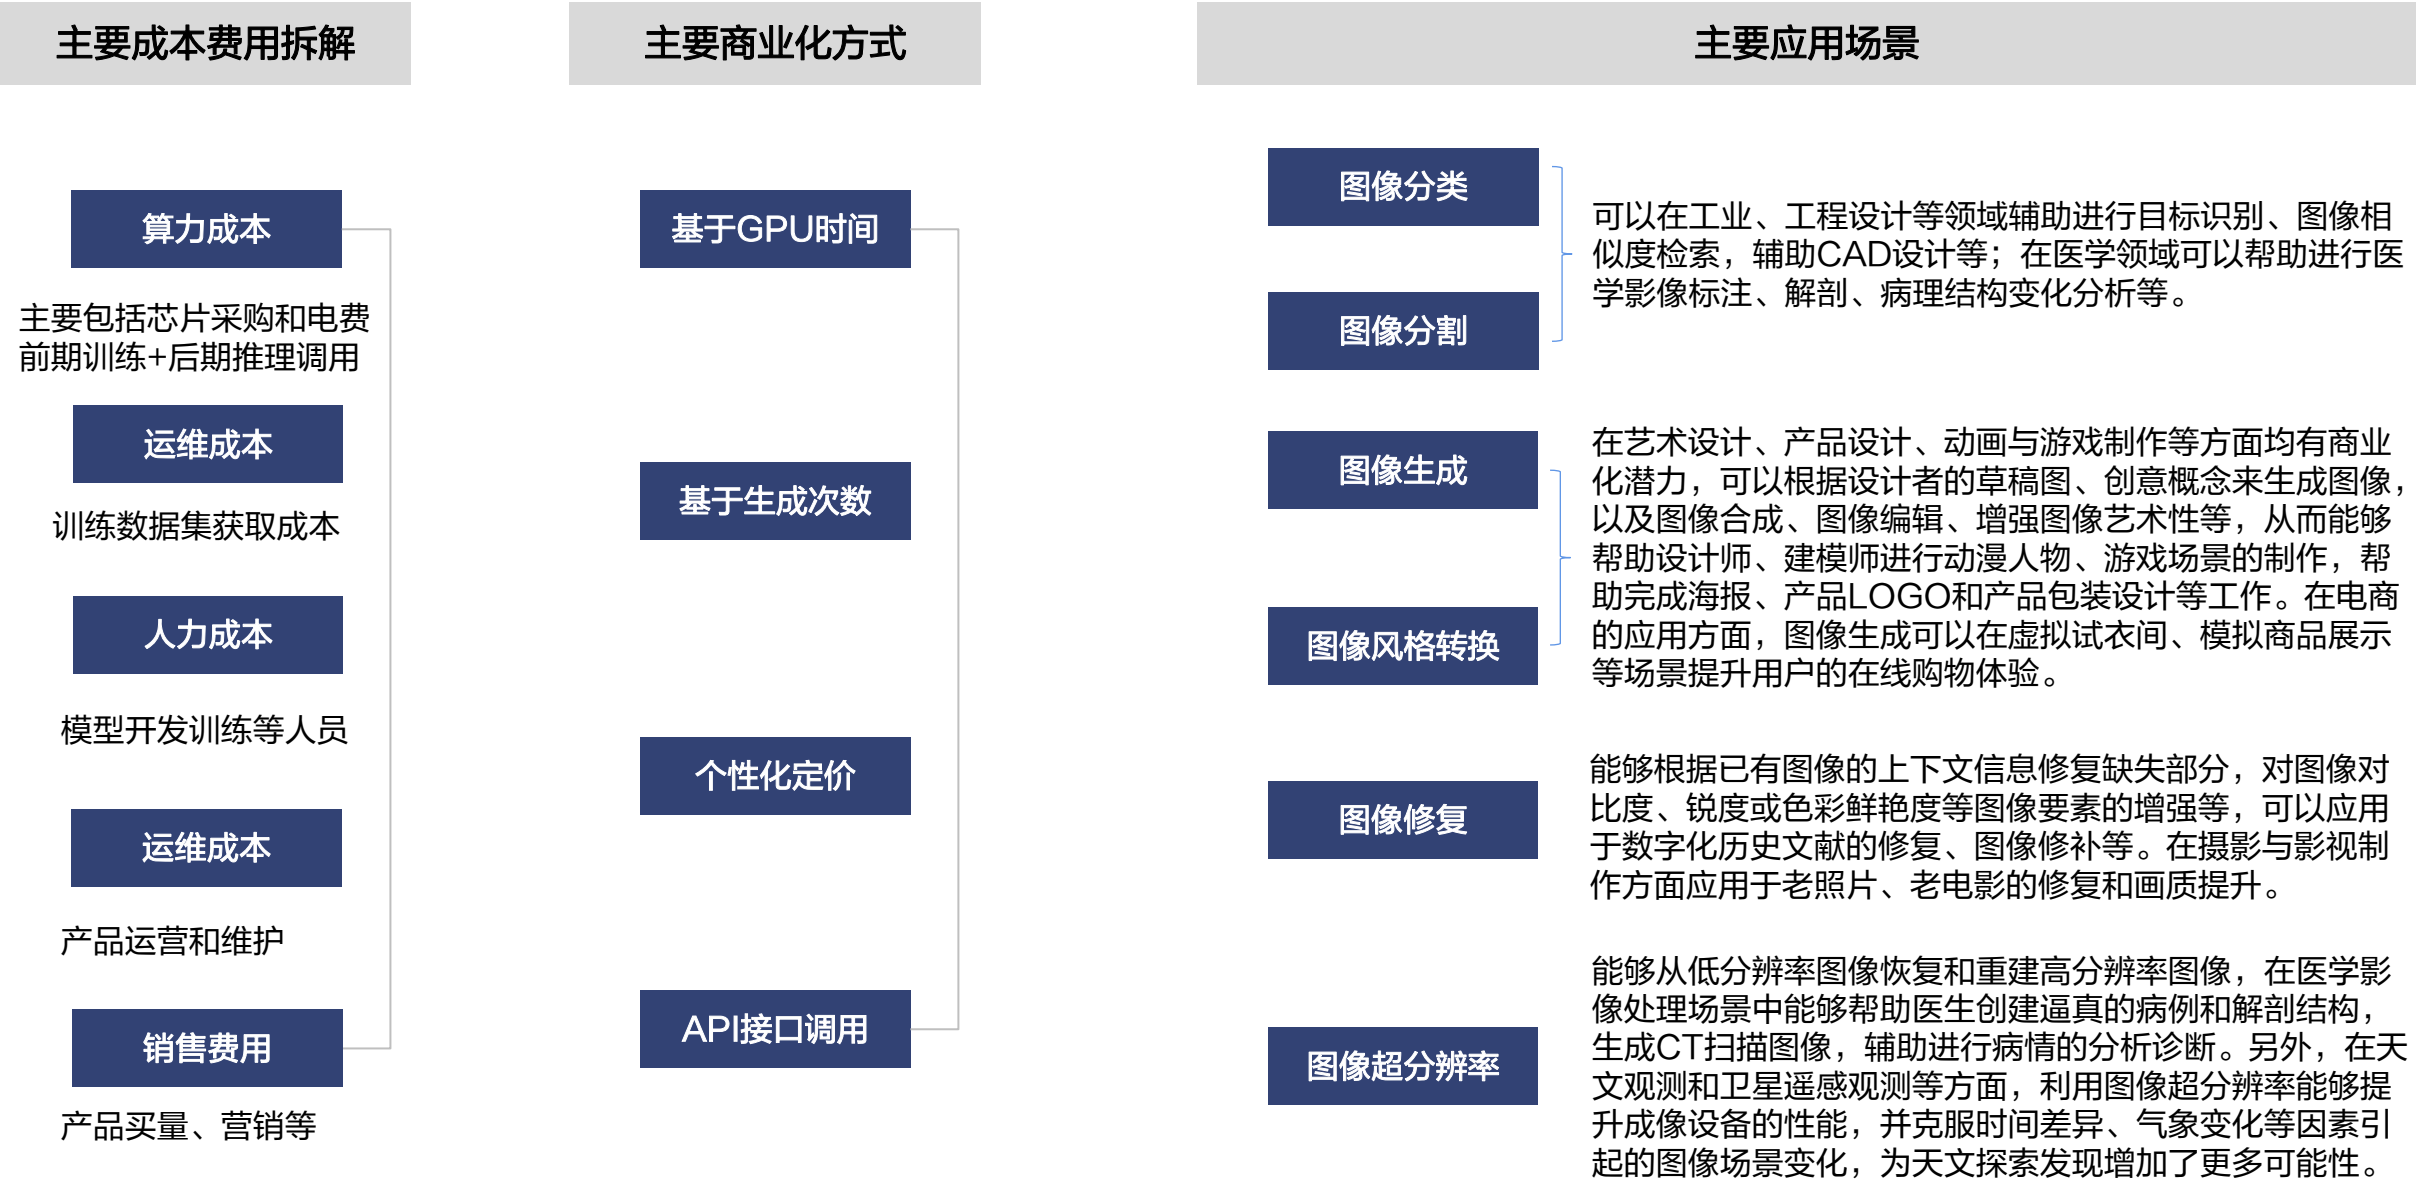 主要成本费用拆解
算力成本
主要包括芯片采购和电费
前期训练+后期推理调用
运维成本
训练数据集获取成本
人力成本
模型开发训练等人员
运维成本
产品运营和维护
销售费用
产品买量、营销等
主要商业化方式
基于GPU时间
基于生成次数
个性化定价
API接口调用
主要应用场景
图像分类
图像分割
可以在工业、工程设计等领域辅助进行目标识别、图像相
似度检索，辅助CAD设计等；在医学领域可以帮助进行医
学影像标注、解剖、病理结构变化分析等。
图像生成
图像风格转换
在艺术设计、产品设计、动画与游戏制作等方面均有商业
化潜力，可以根据设计者的草稿图、创意概念来生成图像，
以及图像合成、图像编辑、增强图像艺术性等，从而能够
帮助设计师、建模师进行动漫人物、游戏场景的制作，帮
助完成海报、产品LOGO和产品包装设计等工作。在电商
的应用方面，图像生成可以在虚拟试衣间、模拟商品展示
等场景提升用户的在线购物体验。
图像修复
能够根据已有图像的上下文信息修复缺失部分，对图像对
比度、锐度或色彩鲜艳度等图像要素的增强等，可以应用
于数字化历史文献的修复、图像修补等。在摄影与影视制
作方面应用于老照片、老电影的修复和画质提升。
图像超分辨率
能够从低分辨率图像恢复和重建高分辨率图像，在医学影
像处理场景中能够帮助医生创建逼真的病例和解剖结构，
生成CT扫描图像，辅助进行病情的分析诊断。另外，在天
文观测和卫星遥感观测等方面，利用图像超分辨率能够提
升成像设备的性能，并克服时间差异、气象变化等因素引
起的图像场景变化，为天文探索发现增加了更多可能性。